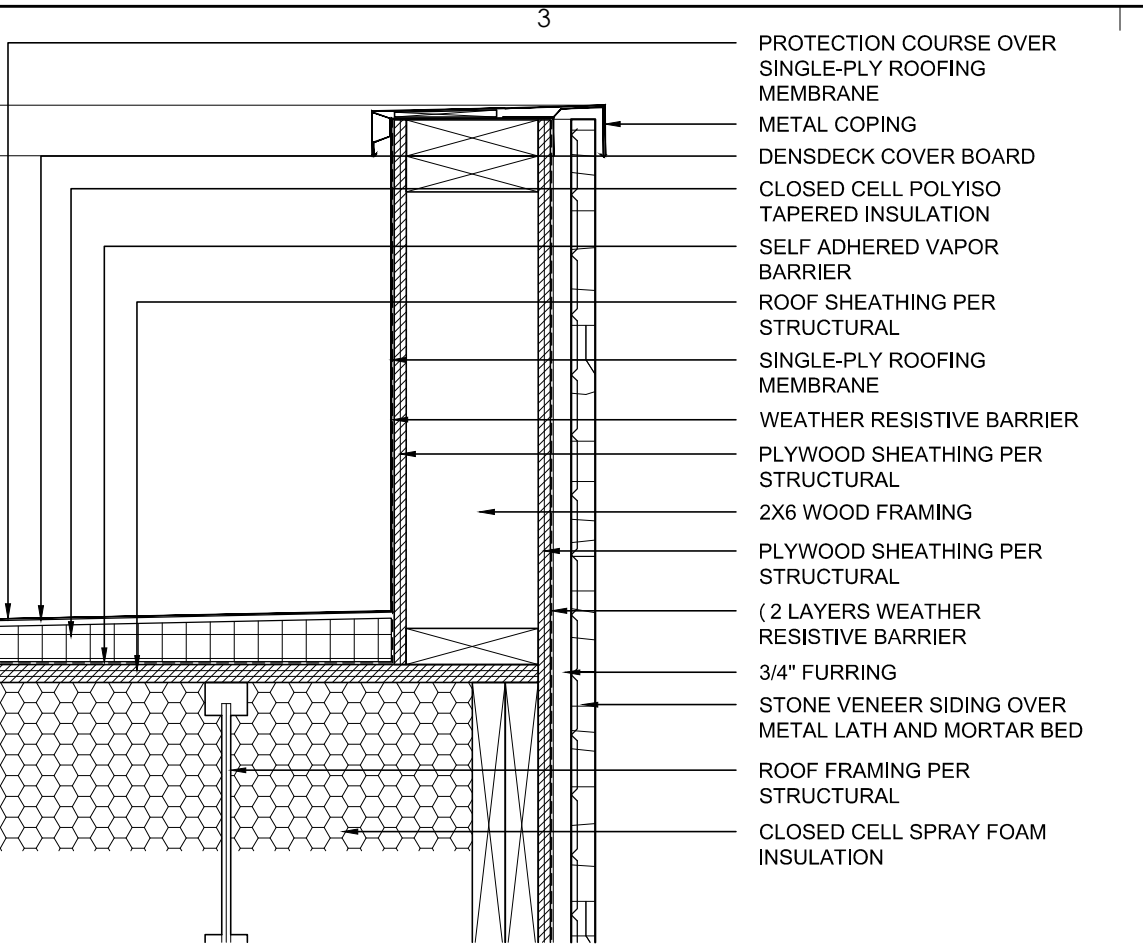 3
PROTECTION COURSE OVER
SINGLE-PLY ROOFING
MEMBRANE
METAL COPING
DENSDECK COVER BOARD
CLOSED CELL POLYISO
TAPERED INSULATION
SELF ADHERED VAPOR
BARRIER
ROOF SHEATHING PER
STRUCTURAL
SINGLE-PLY ROOFING
MEMBRANE
WEATHER RESISTIVE BARRIER
PLYWOOD SHEATHING PER
STRUCTURAL
2X6 WOOD FRAMING
PLYWOOD SHEATHING PER
STRUCTURAL
( 2 LAYERS WEATHER
RESISTIVE BARRIER
3/4" FURRING
STONE VENEER SIDING OVER
METAL LATH AND MORTAR BED
ROOF FRAMING PER
STRUCTURAL
CLOSED CELL SPRAY FOAM
INSULATION